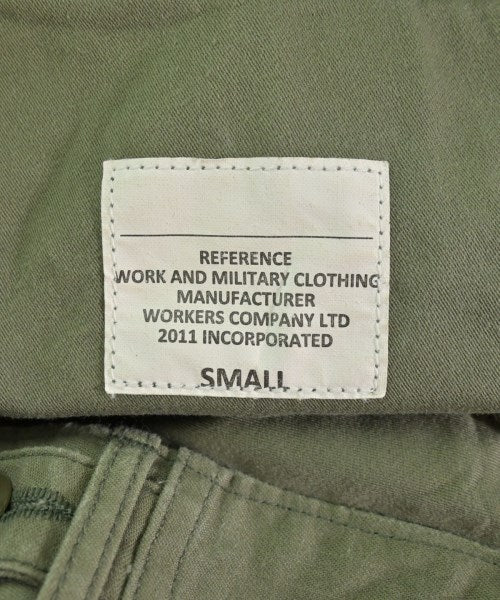 REFERENCE
WORK AND MILITARY CLOTHING
MANUFACTURER
WORKERS COMPANY LTD
2011 INCORPORATED
SMALL